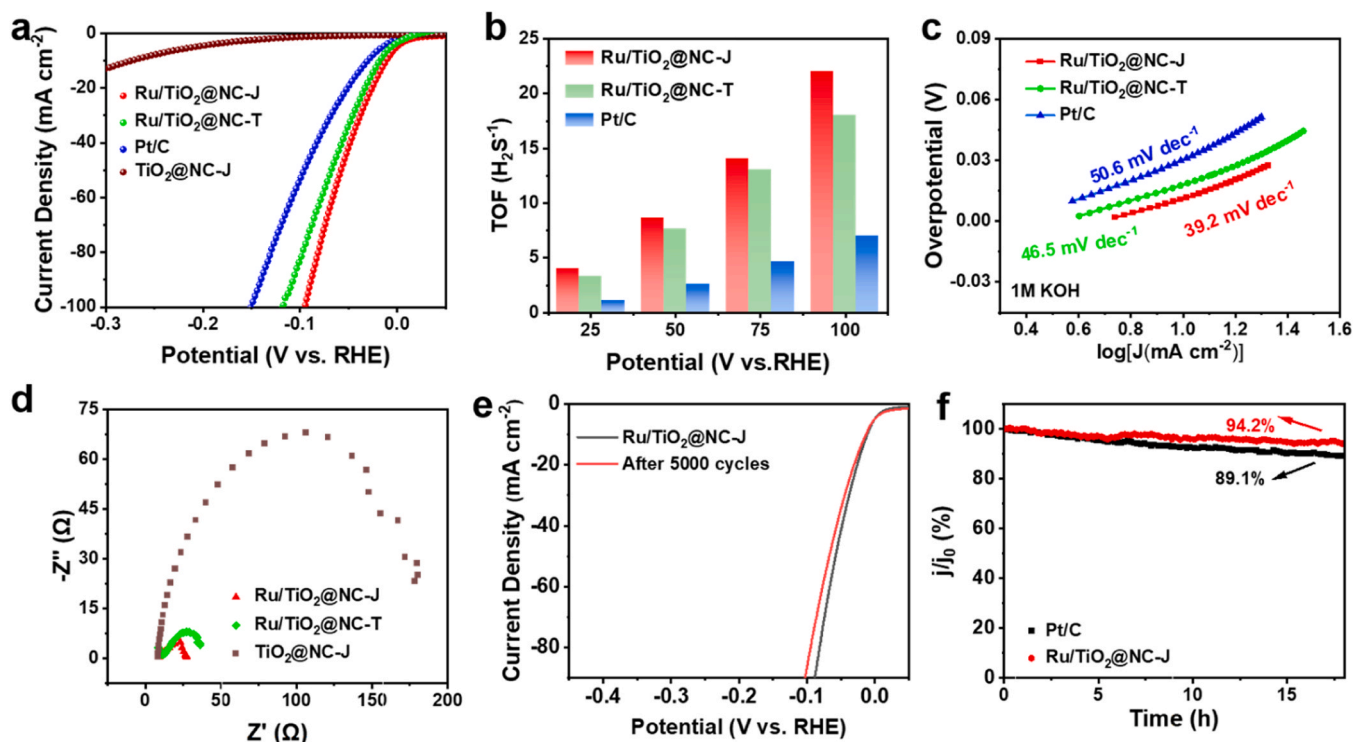 a
Current Density (mA cm⁻²)
0
-20
-40
-60
-80
-100
Ru/TiO₂@NC-J
Ru/TiO₂@NC-T
Pt/C
TiO₂@NC-J
-0.3
-0.2
-0.1
0.0
Potential (V vs. RHE)
b
TOF (H₂S⁻¹)
25
20
15
10
5
0
Ru/TiO₂@NC-J
Ru/TiO₂@NC-T
Pt/C
25
50
75
100
Potential (V vs.RHE)
c
Overpotential (V)
0.09
0.06
0.03
0.00
-0.03
Ru/TiO₂@NC-J
Ru/TiO₂@NC-T
Pt/C
50.6 mV dec⁻¹
39.2 mV dec⁻¹
46.5 mV dec⁻¹
1M KOH
0.4
0.6
0.8
1.0
1.2
1.4
1.6
log[J(mA cm⁻²)]
d
-Z'' (Ω)
75
60
45
30
15
0
Ru/TiO₂@NC-J
Ru/TiO₂@NC-T
TiO₂@NC-J
0
25
50
75
100
125
150
175
200
Z' (Ω)
e
Current Density (mA cm⁻²)
0
-20
-40
-60
-80
Ru/TiO₂@NC-J
After 5000 cycles
-0.4
-0.3
-0.2
-0.1
0.0
Potential (V vs. RHE)
f
j/j₀ (%)
100
80
60
40
20
0
94.2%
89.1%
Pt/C
Ru/TiO₂@NC-J
0
5
10
15
Time (h)